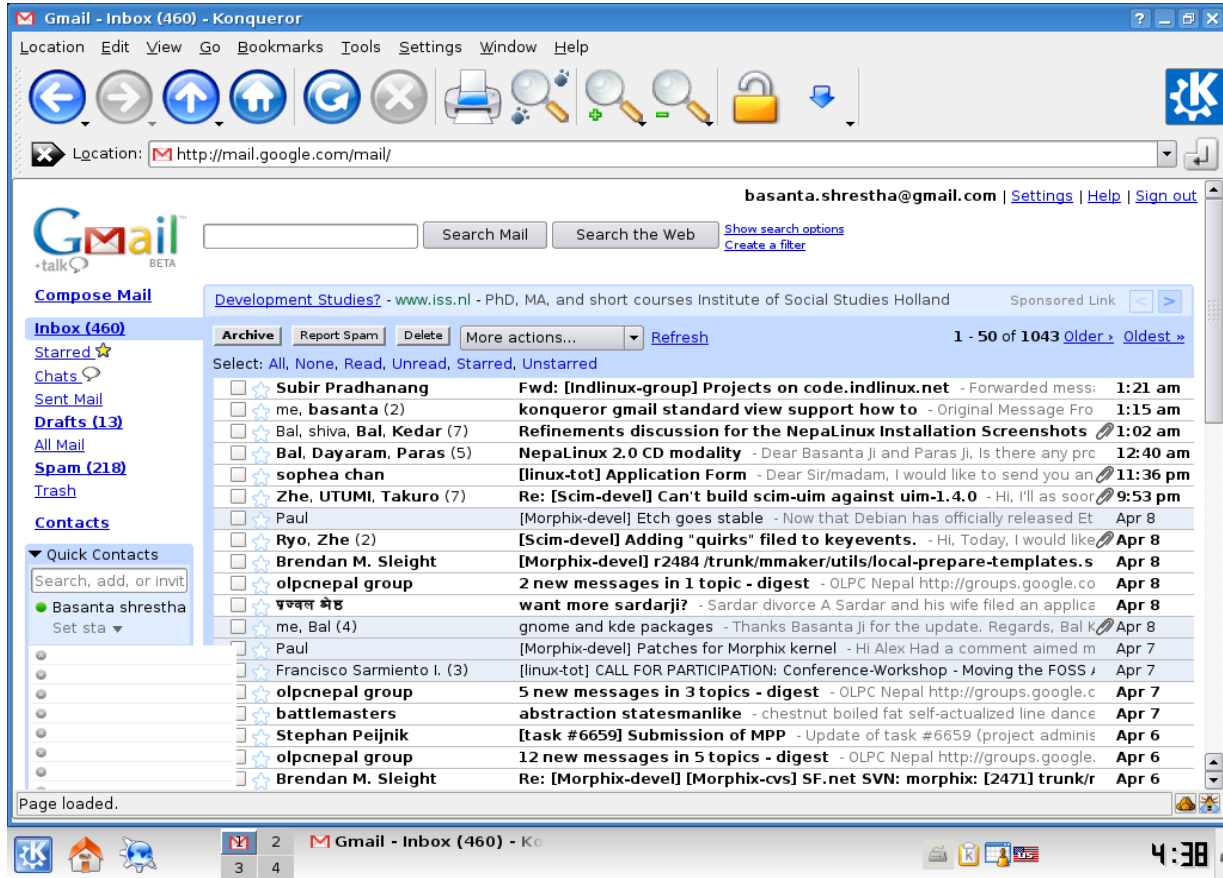 Gmail - Inbox (460) - Konqueror
Location Edit View Go Bookmarks Tools Settings Window Help
Location: http://mail.google.com/mail/
basanta.shrestha@gmail.com | Settings | Help | Sign out
Gmail™ +talk BETA
Search Mail Search the Web Show search options
Create a filter
Compose Mail
Inbox (460)
Starred
Chats
Sent Mail
Drafts (13)
All Mail
Spam (218)
Trash
Contacts
Quick Contacts
Search, add, or invit
Basanta shrestha
Set sta
Development Studies? - www.iss.nl - PhD, MA, and short courses Institute of Social Studies Holland Sponsored Link < >
Archive Report Spam Delete More actions... Refresh 1 - 50 of 1043 Older › Oldest »
Select: All, None, Read, Unread, Starred, Unstarred
Subir Pradhanang Fwd: [Indlinux-group] Projects on code.indlinux.net - Forwarded messa 1:21 am
me, basanta (2) konqueror gmail standard view support how to - Original Message Fro 1:15 am
Bal, shiva, Bal, Kedar (7) Refinements discussion for the NepaLinux Installation Screenshots 1:02 am
Bal, Dayaram, Paras (5) NepaLinux 2.0 CD modality - Dear Basanta Ji and Paras Ji, Is there any prc 12:40 am
sophea chan [linux-tot] Application Form - Dear Sir/madam, I would like to send you an 11:36 pm
Zhe, UTUMI, Takuro (7) Re: [Scim-devel] Can't build scim-uim against uim-1.4.0 - Hi, I'll as soor 9:53 pm
Paul [Morphix-devel] Etch goes stable - Now that Debian has officially released Et Apr 8
Ryo, Zhe (2) [Scim-devel] Adding "quirks" filed to keyevents. - Hi, Today, I would like Apr 8
Brendan M. Sleight [Morphix-devel] r2484 /trunk/mmaker/utils/local-prepare-templates.s Apr 8
olpcnepal group 2 new messages in 1 topic - digest - OLPC Nepal http://groups.google.co Apr 8
प्रज्वल श्रेष्ठ want more sardarji? - Sardar divorce A Sardar and his wife filed an applica Apr 8
me, Bal (4) gnome and kde packages - Thanks Basanta Ji for the update. Regards, Bal K Apr 8
Paul [Morphix-devel] Patches for Morphix kernel - Hi Alex Had a comment aimed m Apr 7
Francisco Sarmiento I. (3) [linux-tot] CALL FOR PARTICIPATION: Conference-Workshop - Moving the FOSS Apr 7
olpcnepal group 5 new messages in 3 topics - digest - OLPC Nepal http://groups.google.c Apr 7
battlemasters abstraction statesmanlike - chestnut boiled fat self-actualized line dance Apr 7
Stephan Peijnik [task #6659] Submission of MPP - Update of task #6659 (project adminis Apr 6
olpcnepal group 12 new messages in 5 topics - digest - OLPC Nepal http://groups.google. Apr 6
Brendan M. Sleight Re: [Morphix-devel] [Morphix-cvs] SF.net SVN: morphix: [2471] trunk/r Apr 6
Page loaded.
1 2 Gmail - Inbox (460) - Ko
3 4
4:38